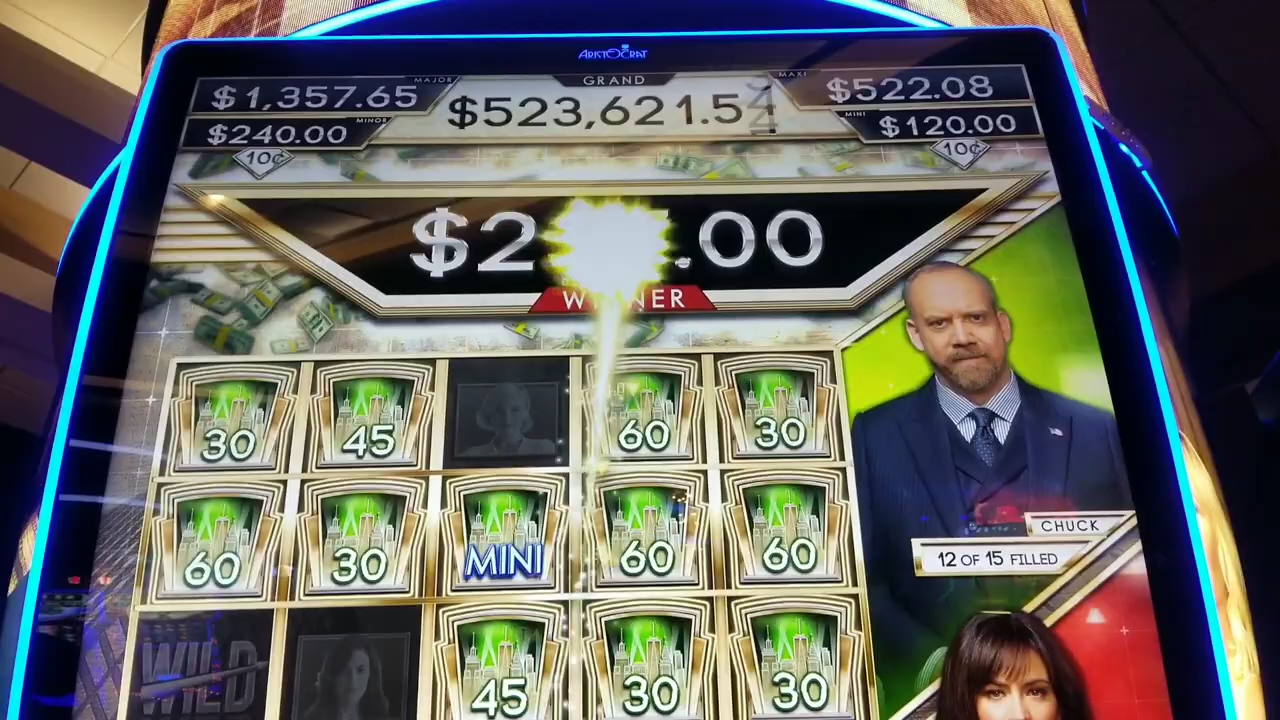 ARISTOCRAT
MAJOR
$1,357.65
GRAND
$523,621.5
MAXI
$522.08
MINOR
$240.00
MINI
$120.00
10¢
10¢
$2 .00
30
45
60
30
60
30
MINI
60
60
CHUCK
12 OF 15 FILLED
WILD
45
30
30